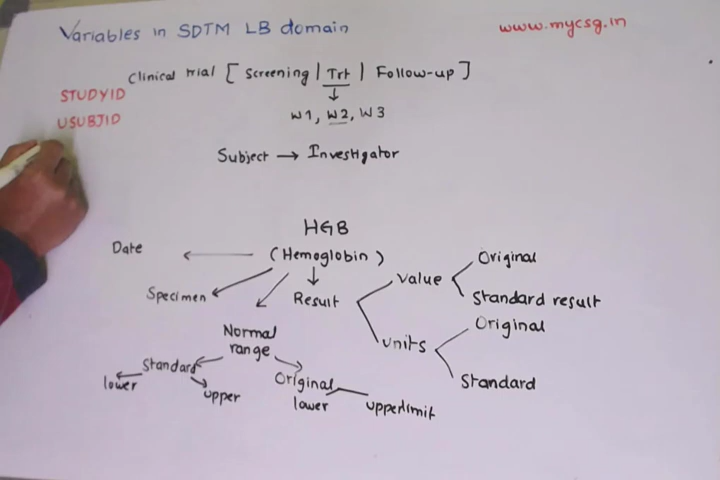 Variables in SDTM LB domain
www.mycsg.in
Clinical trial [ Screening | Trt | Follow-up ]
STUDYID
USUBJID
W1, W2, W3
Subject → Investigator
HGB
(Hemoglobin)
Date
Specimen
Result
Value
Original
Standard result
units
Original
Standard
Normal
range
Standard
lower
upper
Original
lower
upperlimit